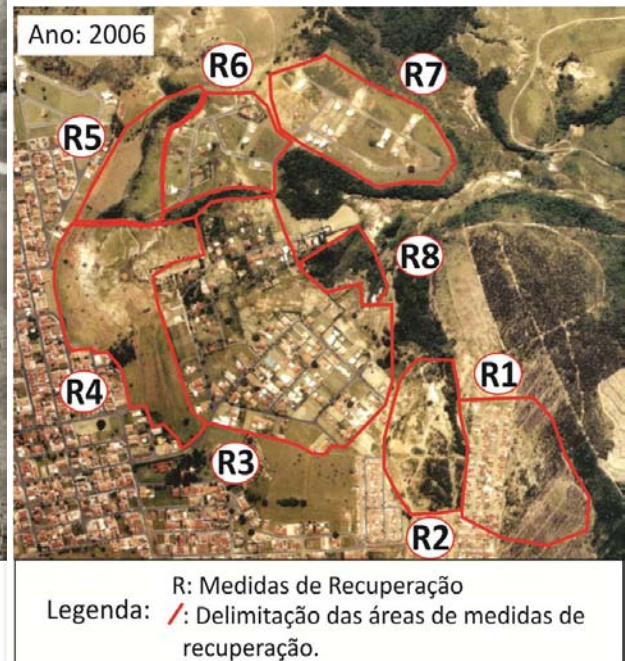 Ano: 2006
R6
R7
R5
R8
R1
R4
R3
R2
R: Medidas de Recuperação
Legenda: /: Delimitação das áreas de medidas de
recuperação.